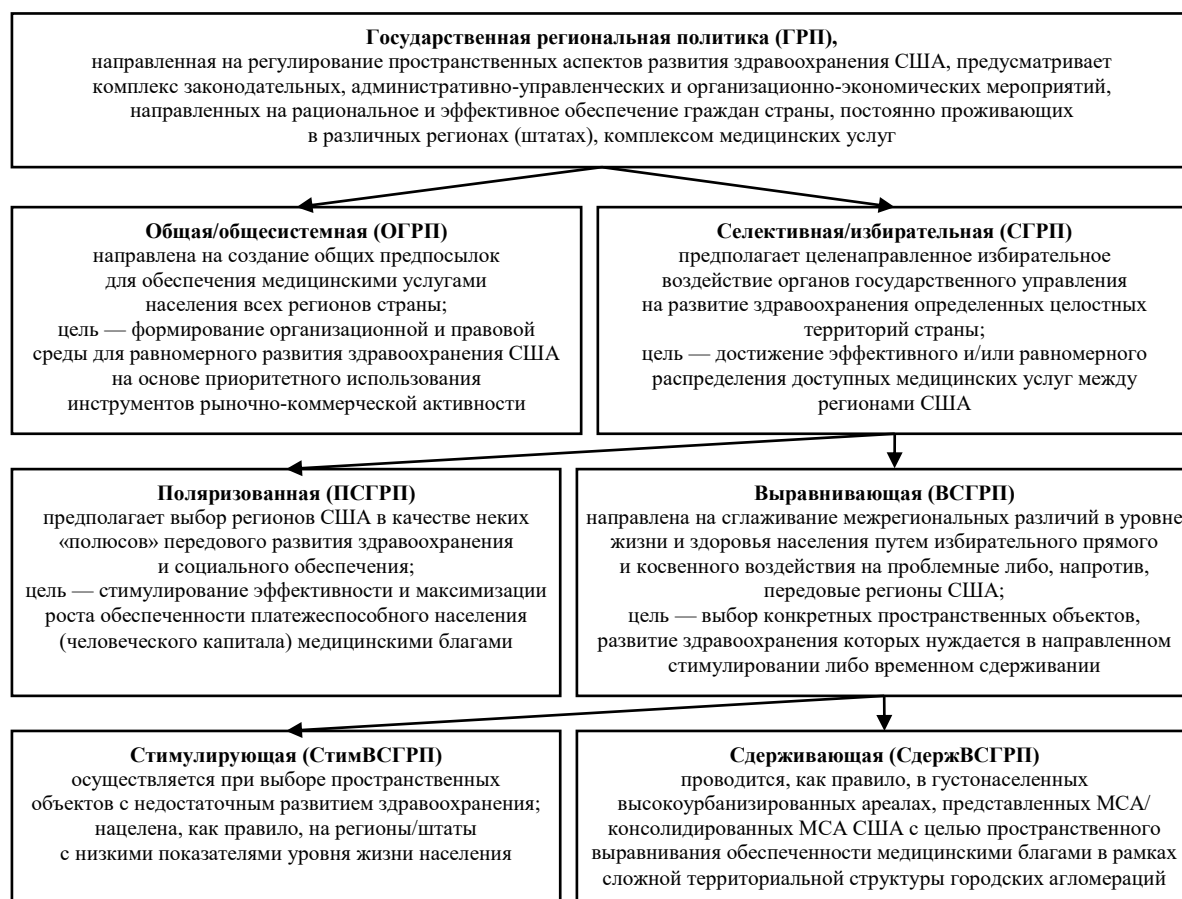 Государственная региональная политика (ГРП),
направленная на регулирование пространственных аспектов развития здравоохранения США, предусматривает
комплекс законодательных, административно-управленческих и организационно-экономических мероприятий,
направленных на рациональное и эффективное обеспечение граждан страны, постоянно проживающих
в различных регионах (штатах), комплексом медицинских услуг
Общая/общесистемная (ОГРП)
направлена на создание общих предпосылок
для обеспечения медицинскими услугами
населения всех регионов страны;
цель — формирование организационной и правовой
среды для равномерного развития здравоохранения США
на основе приоритетного использования
инструментов рыночно-коммерческой активности
Селективная/избирательная (СГРП)
предполагает целенаправленное избирательное
воздействие органов государственного управления
на развитие здравоохранения определенных целостных
территорий страны;
цель — достижение эффективного и/или равномерного
распределения доступных медицинских услуг между
регионами США
Поляризованная (ПСГРП)
предполагает выбор регионов США в качестве неких
«полюсов» передового развития здравоохранения
и социального обеспечения;
цель — стимулирование эффективности и максимизации
роста обеспеченности платежеспособного населения
(человеческого капитала) медицинскими благами
Выравнивающая (ВСГРП)
направлена на сглаживание межрегиональных различий в уровне
жизни и здоровья населения путем избирательного прямого
и косвенного воздействия на проблемные либо, напротив,
передовые регионы США;
цель — выбор конкретных пространственных объектов,
развитие здравоохранения которых нуждается в направленном
стимулировании либо временном сдерживании
Стимулирующая (СтимВСГРП)
осуществляется при выборе пространственных
объектов с недостаточным развитием здравоохранения;
нацелена, как правило, на регионы/штаты
с низкими показателями уровня жизни населения
Сдерживающая (СдержВСГРП)
проводится, как правило, в густонаселенных
высокоурбанизированных ареалах, представленных МСА/
консолидированных МСА США с целью пространственного
выравнивания обеспеченности медицинскими благами в рамках
сложной территориальной структуры городских агломераций